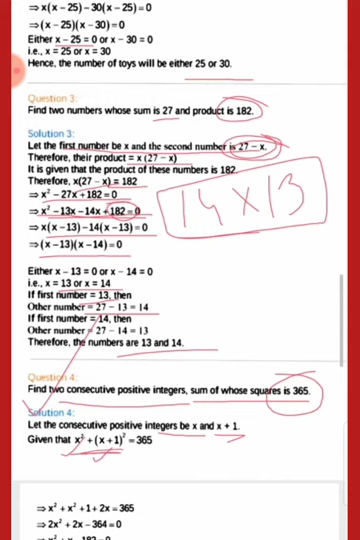 ⇒ x(x – 25) – 30(x – 25) = 0
⇒ (x – 25)(x – 30) = 0
Either x – 25 = 0 or x – 30 = 0
i.e., x = 25 or x = 30
Hence, the number of toys will be either 25 or 30.
Question 3:
Find two numbers whose sum is 27 and product is 182.
Solution 3:
Let the first number be x and the second number is 27 – x.
Therefore, their product = x (27 – x)
It is given that the product of these numbers is 182.
Therefore, x(27 – x) = 182
⇒ x² – 27x + 182 = 0
⇒ x² – 13x – 14x + 182 = 0
⇒ x(x – 13) – 14(x – 13) = 0
⇒ (x – 13)(x – 14) = 0
14 X 13
Either x – 13 = 0 or x – 14 = 0
i.e., x = 13 or x = 14
If first number = 13, then
Other number = 27 – 13 = 14
If first number = 14, then
Other number = 27 – 14 = 13
Therefore, the numbers are 13 and 14.
Question 4:
Find two consecutive positive integers, sum of whose squares is 365.
Solution 4:
Let the consecutive positive integers be x and x + 1.
Given that x² + (x + 1)² = 365
⇒ x² + x² + 1 + 2x = 365
⇒ 2x² + 2x – 364 = 0
⇒ x² + x – 182 = 0